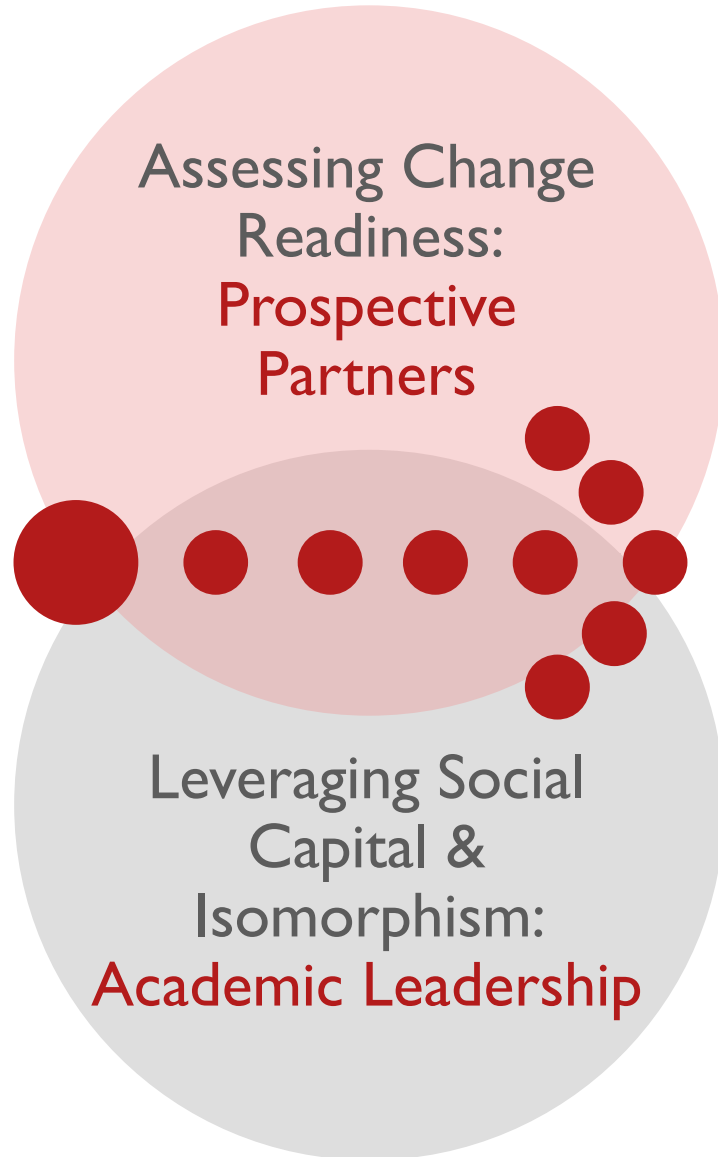 Assessing Change
Readiness:
Prospective
Partners
Leveraging Social
Capital &
Isomorphism:
Academic Leadership